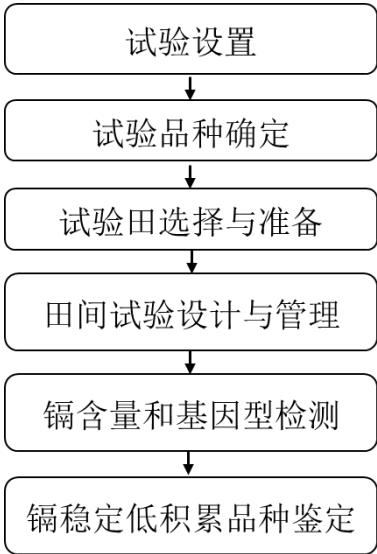 试验设置
试验品种确定
试验田选择与准备
田间试验设计与管理
镉含量和基因型检测
镉稳定低积累品种鉴定